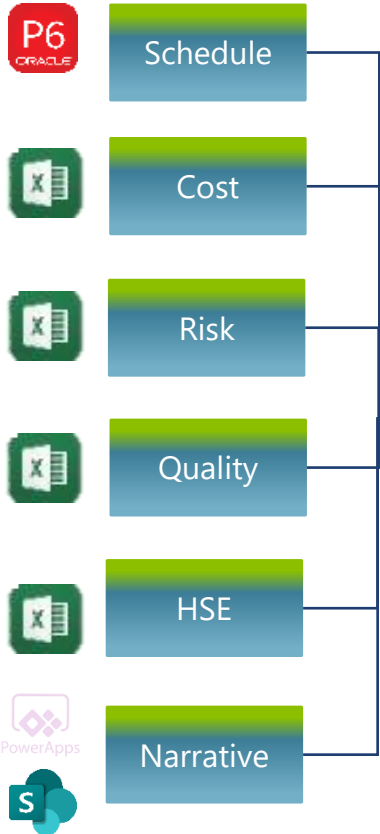 P6
ORACLE
Schedule
X
Cost
X
Risk
X
Quality
X
HSE
PowerApps
S
Narrative